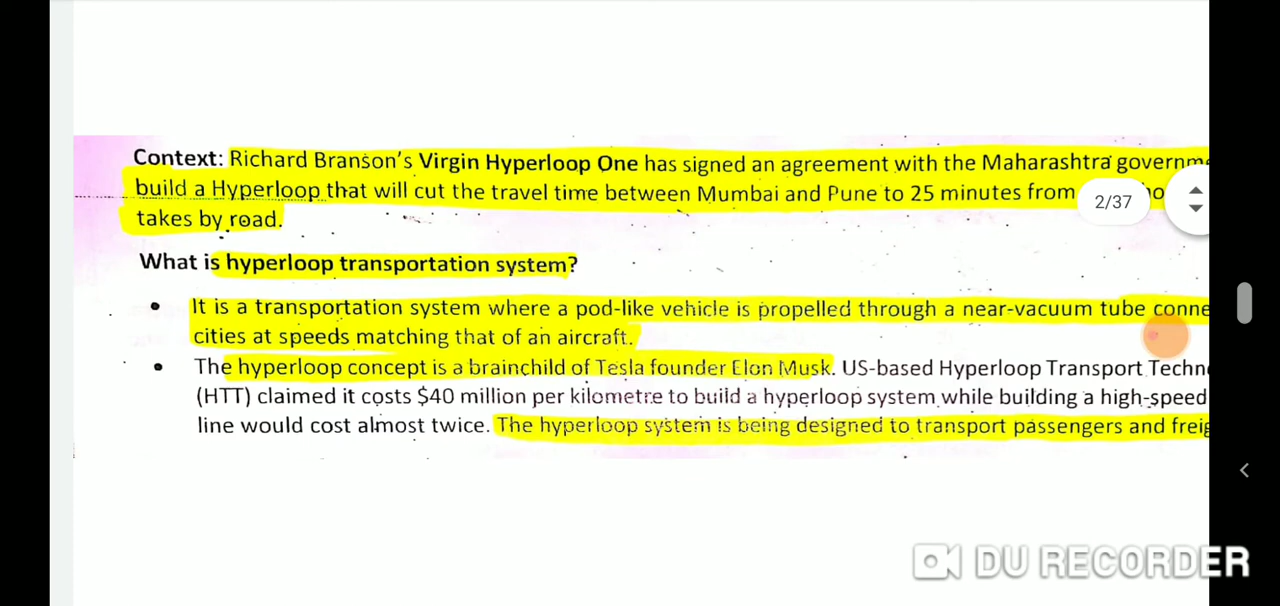 Context: Richard Branson's Virgin Hyperloop One has signed an agreement with the Maharashtra
build a Hyperloop that will cut the travel time between Mumbai and Pune to 25 minutes from
2/37
takes by road.
What is hyperloop transportation system?
• It is a transportation system where a pod-like vehicle is propelled through a near-vacuum tube
cities at speeds matching that of an aircraft.
• The hyperloop concept is a brainchild of Tesla founder Elon Musk. US-based Hyperloop Transport
(HTT) claimed it costs $40 million per kilometre to build a hyperloop system while building a high-speed
line would cost almost twice. The hyperloop system is being designed to transport passengers and
DU RECORDER